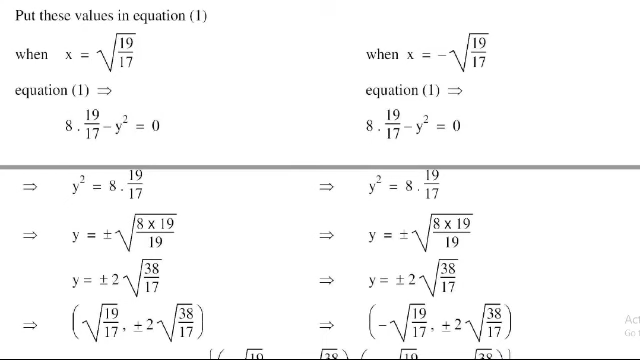 Put these values in equation (1)
when x = √(19/17) when x = −√(19/17)
equation (1) ⇒ equation (1) ⇒
8 . 19/17 − y² = 0 8 . 19/17 − y² = 0
⇒ y² = 8 . 19/17 ⇒ y² = 8 . 19/17
⇒ y = ±√(8 × 19/19) ⇒ y = ±√(8 × 19/19)
y = ± 2√(38/17) ⇒ y = ± 2√(38/17)
⇒ (√(19/17), ± 2√(38/17)) ⇒ (−√(19/17), ± 2√(38/17))
Act
Go t